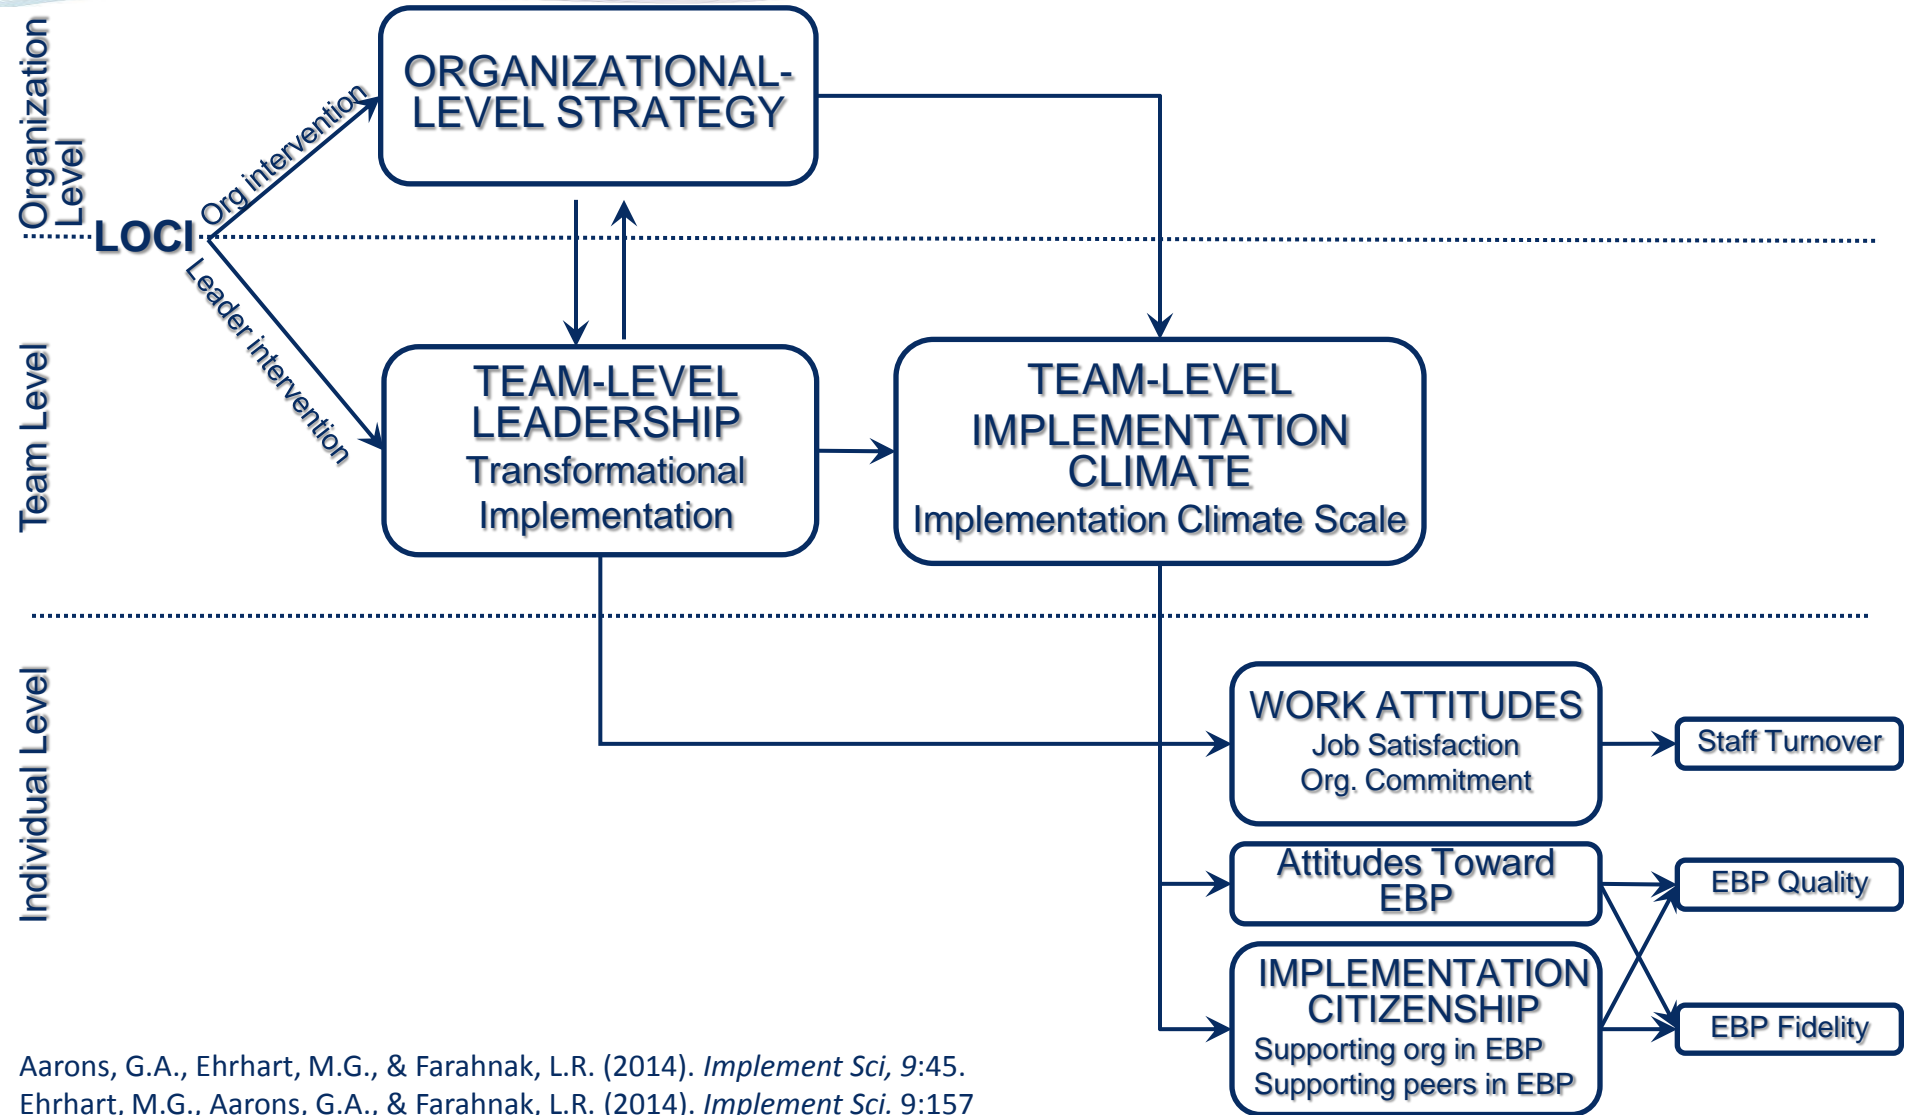 Organization
Level
ORGANIZATIONAL-
LEVEL STRATEGY
Org intervention
LOCI
Leader intervention
Team Level
TEAM-LEVEL
LEADERSHIP
Transformational
Implementation
TEAM-LEVEL
IMPLEMENTATION
CLIMATE
Implementation Climate Scale
Individual Level
WORK ATTITUDES
Job Satisfaction
Org. Commitment
Staff Turnover
Attitudes Toward
EBP
EBP Quality
IMPLEMENTATION
CITIZENSHIP
Supporting org in EBP
Supporting peers in EBP
EBP Fidelity
Aarons, G.A., Ehrhart, M.G., & Farahnak, L.R. (2014). Implement Sci, 9:45.
Ehrhart, M.G., Aarons, G.A., & Farahnak, L.R. (2014). Implement Sci. 9:157